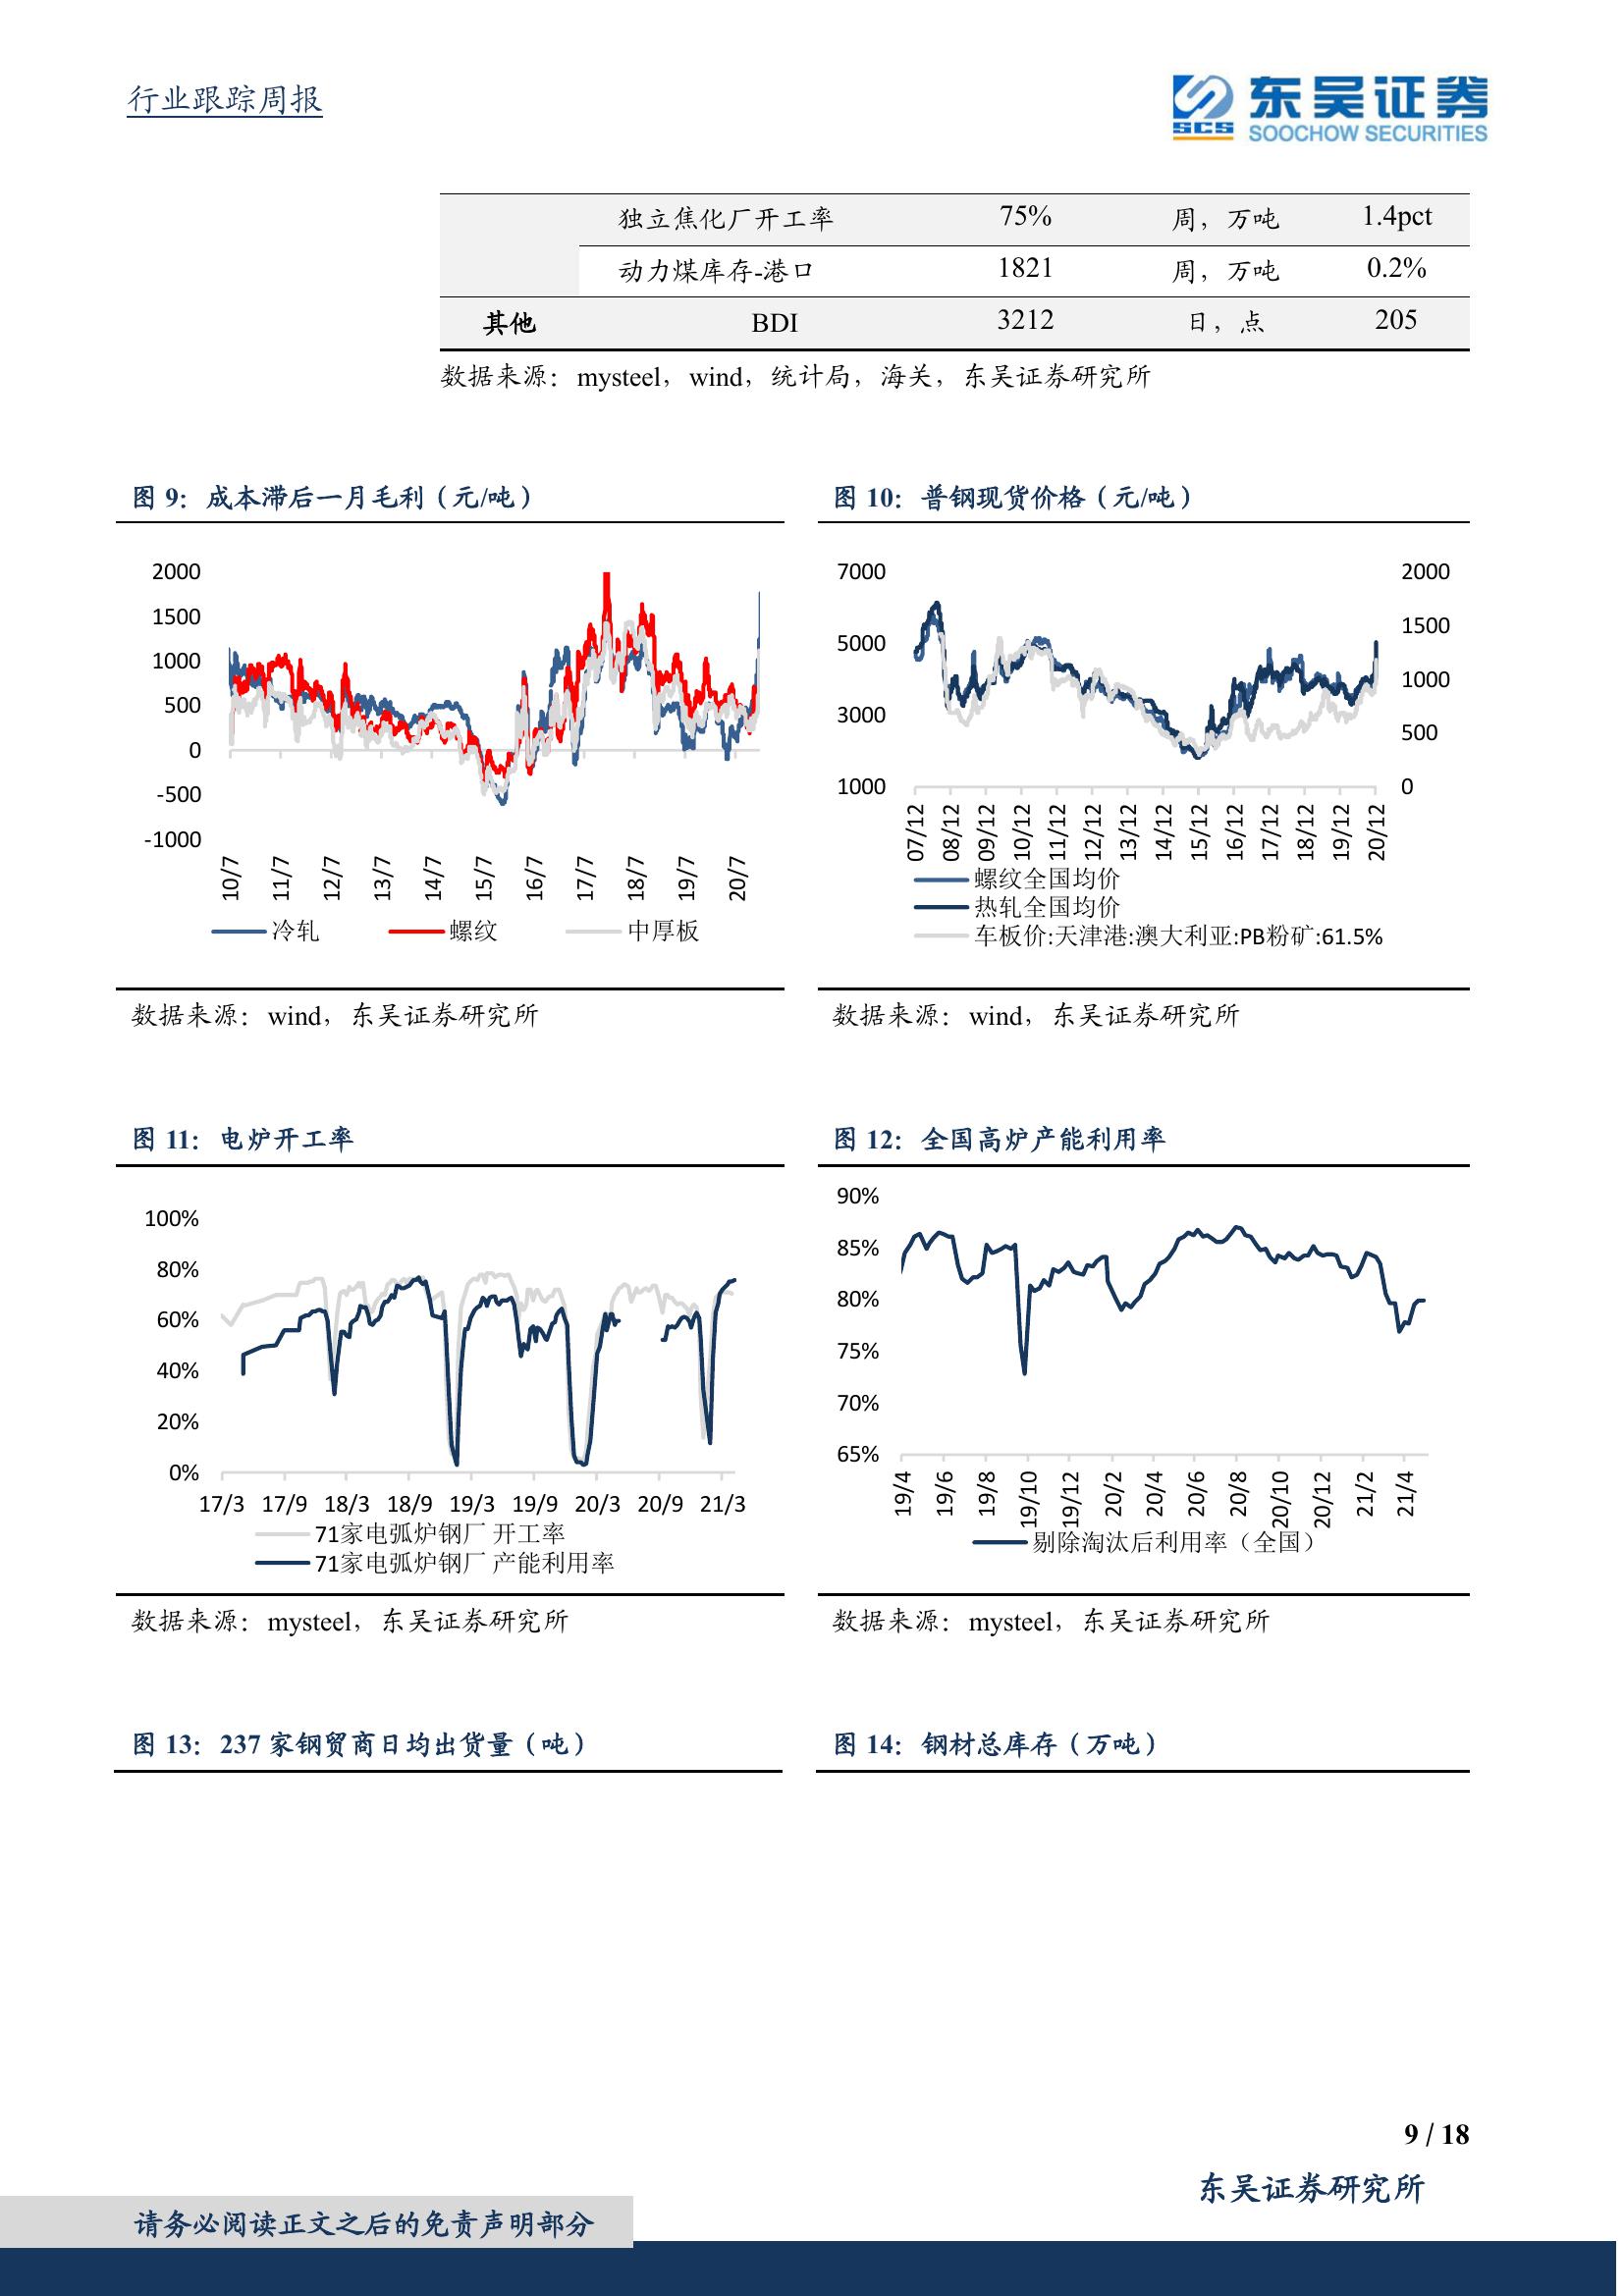 行业跟踪周报
东吴证券
SCS
SOOCHOW SECURITIES
独立焦化厂开工率 75% 周，万吨 1.4pct
动力煤库存-港口 1821 周，万吨 0.2%
其他 BDI 3212 日，点 205
数据来源：mysteel，wind，统计局，海关，东吴证券研究所
图 9：成本滞后一月毛利（元/吨）
2000
1500
1000
500
0
-500
-1000
10/7 11/7 12/7 13/7 14/7 15/7 16/7 17/7 18/7 19/7 20/7
冷轧 螺纹 中厚板
数据来源：wind，东吴证券研究所
图 10：普钢现货价格（元/吨）
7000
5000
3000
1000
2000
1500
1000
500
0
07/12 08/12 09/12 10/12 11/12 12/12 13/12 14/12 15/12 16/12 17/12 18/12 19/12 20/12
螺纹全国均价
热轧全国均价
车板价:天津港:澳大利亚:PB粉矿:61.5%
数据来源：wind，东吴证券研究所
图 11：电炉开工率
100%
80%
60%
40%
20%
0%
17/3 17/9 18/3 18/9 19/3 19/9 20/3 20/9 21/3
71家电弧炉钢厂 开工率
71家电弧炉钢厂 产能利用率
数据来源：mysteel，东吴证券研究所
图 12：全国高炉产能利用率
90%
85%
80%
75%
70%
65%
19/4 19/6 19/8 19/10 19/12 20/2 20/4 20/6 20/8 20/10 20/12 21/2 21/4
剔除淘汰后利用率（全国）
数据来源：mysteel，东吴证券研究所
图 13：237 家钢贸商日均出货量（吨）
图 14：钢材总库存（万吨）
9 / 18
东吴证券研究所
请务必阅读正文之后的免责声明部分